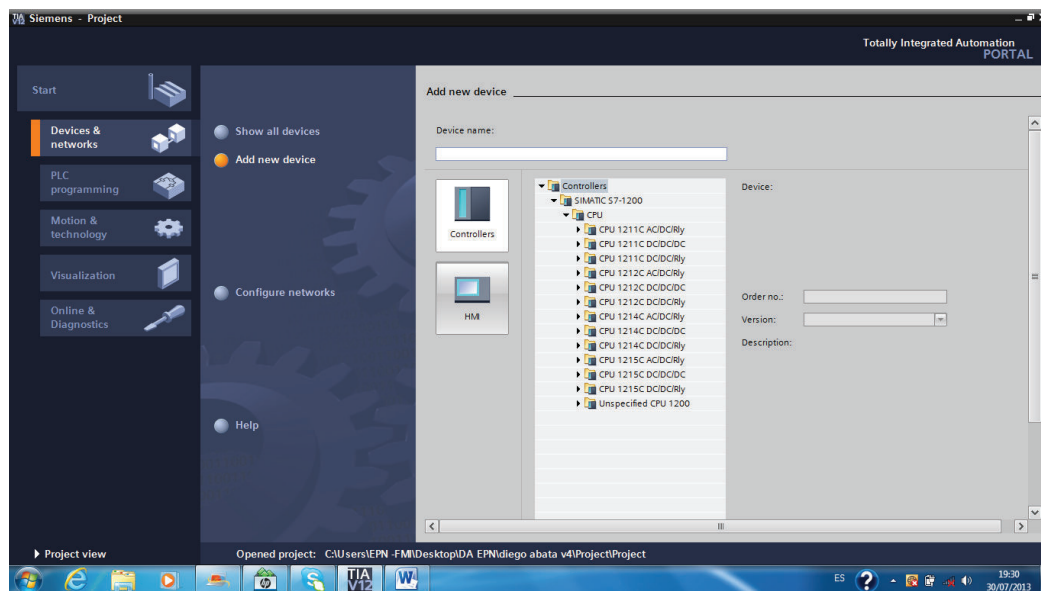 Siemens - Project
Totally Integrated Automation
PORTAL
Start
Devices &
networks
PLC
programming
Motion &
technology
Visualization
Online &
Diagnostics
Show all devices
Add new device
Configure networks
Help
Add new device
Device name:
Controllers
HMI
Controllers
SIMATIC S7-1200
CPU
CPU 1211C AC/DC/Rly
CPU 1211C DC/DC/DC
CPU 1211C DC/DC/Rly
CPU 1212C AC/DC/Rly
CPU 1212C DC/DC/DC
CPU 1212C DC/DC/Rly
CPU 1214C AC/DC/Rly
CPU 1214C DC/DC/DC
CPU 1214C DC/DC/Rly
CPU 1215C AC/DC/Rly
CPU 1215C DC/DC/DC
CPU 1215C DC/DC/Rly
Unspecified CPU 1200
Device:
Order no.:
Version:
Description:
Project view
Opened project: C:\Users\EPN -FMI\Desktop\DA EPN\diego abata v4\Project\Project
TIA
V12
ES
19:30
30/07/2013